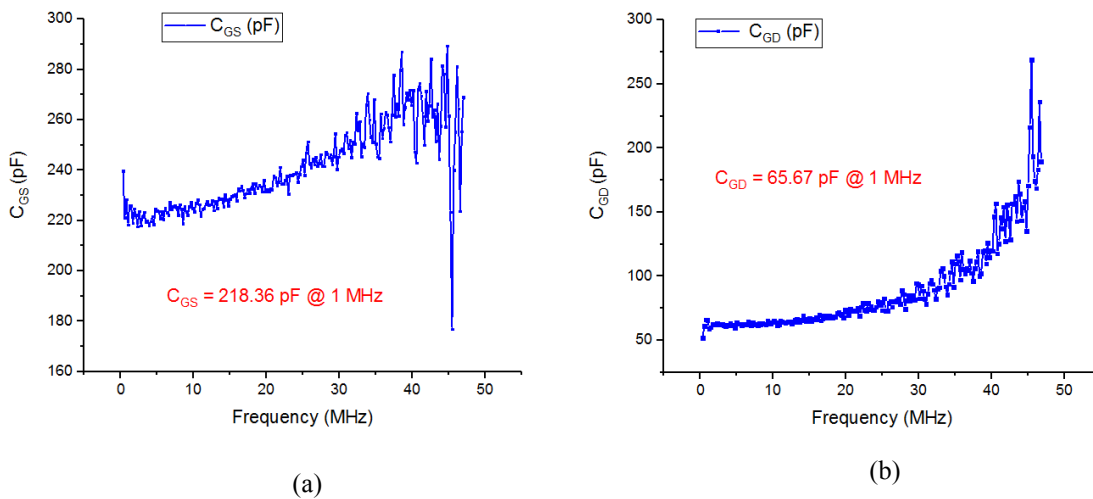 C_GS (pF)
300
280
260
240
220
200
180
160
C_GS (pF)
C_GS = 218.36 pF @ 1 MHz
0 10 20 30 40 50
Frequency (MHz)
(a)
C_GD (pF)
300
250
200
150
100
50
C_GD (pF)
C_GD = 65.67 pF @ 1 MHz
0 10 20 30 40 50
Frequency (MHz)
(b)